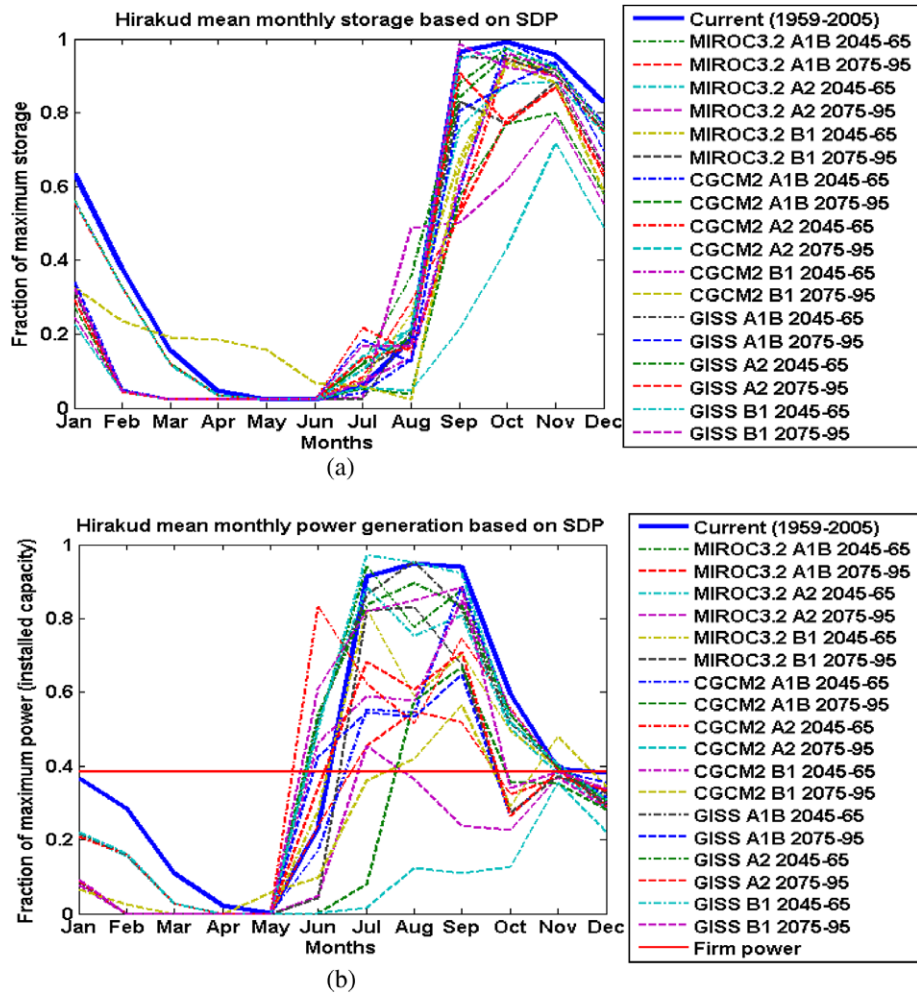 Hirakud mean monthly storage based on SDP
Fraction of maximum storage
1
0.8
0.6
0.4
0.2
0
Jan Feb Mar Apr May Jun Jul Aug Sep Oct Nov Dec
Months
Current (1959-2005)
MIROC3.2 A1B 2045-65
MIROC3.2 A1B 2075-95
MIROC3.2 A2 2045-65
MIROC3.2 A2 2075-95
MIROC3.2 B1 2045-65
MIROC3.2 B1 2075-95
CGCM2 A1B 2045-65
CGCM2 A1B 2075-95
CGCM2 A2 2045-65
CGCM2 A2 2075-95
CGCM2 B1 2045-65
CGCM2 B1 2075-95
GISS A1B 2045-65
GISS A1B 2075-95
GISS A2 2045-65
GISS A2 2075-95
GISS B1 2045-65
GISS B1 2075-95
(a)
Hirakud mean monthly power generation based on SDP
Fraction of maximum power (installed capacity)
1
0.8
0.6
0.4
0.2
0
Jan Feb Mar Apr May Jun Jul Aug Sep Oct Nov Dec
Months
Current (1959-2005)
MIROC3.2 A1B 2045-65
MIROC3.2 A1B 2075-95
MIROC3.2 A2 2045-65
MIROC3.2 A2 2075-95
MIROC3.2 B1 2045-65
MIROC3.2 B1 2075-95
CGCM2 A1B 2045-65
CGCM2 A1B 2075-95
CGCM2 A2 2045-65
CGCM2 A2 2075-95
CGCM2 B1 2045-65
CGCM2 B1 2075-95
GISS A1B 2045-65
GISS A1B 2075-95
GISS A2 2045-65
GISS A2 2075-95
GISS B1 2045-65
GISS B1 2075-95
Firm power
(b)